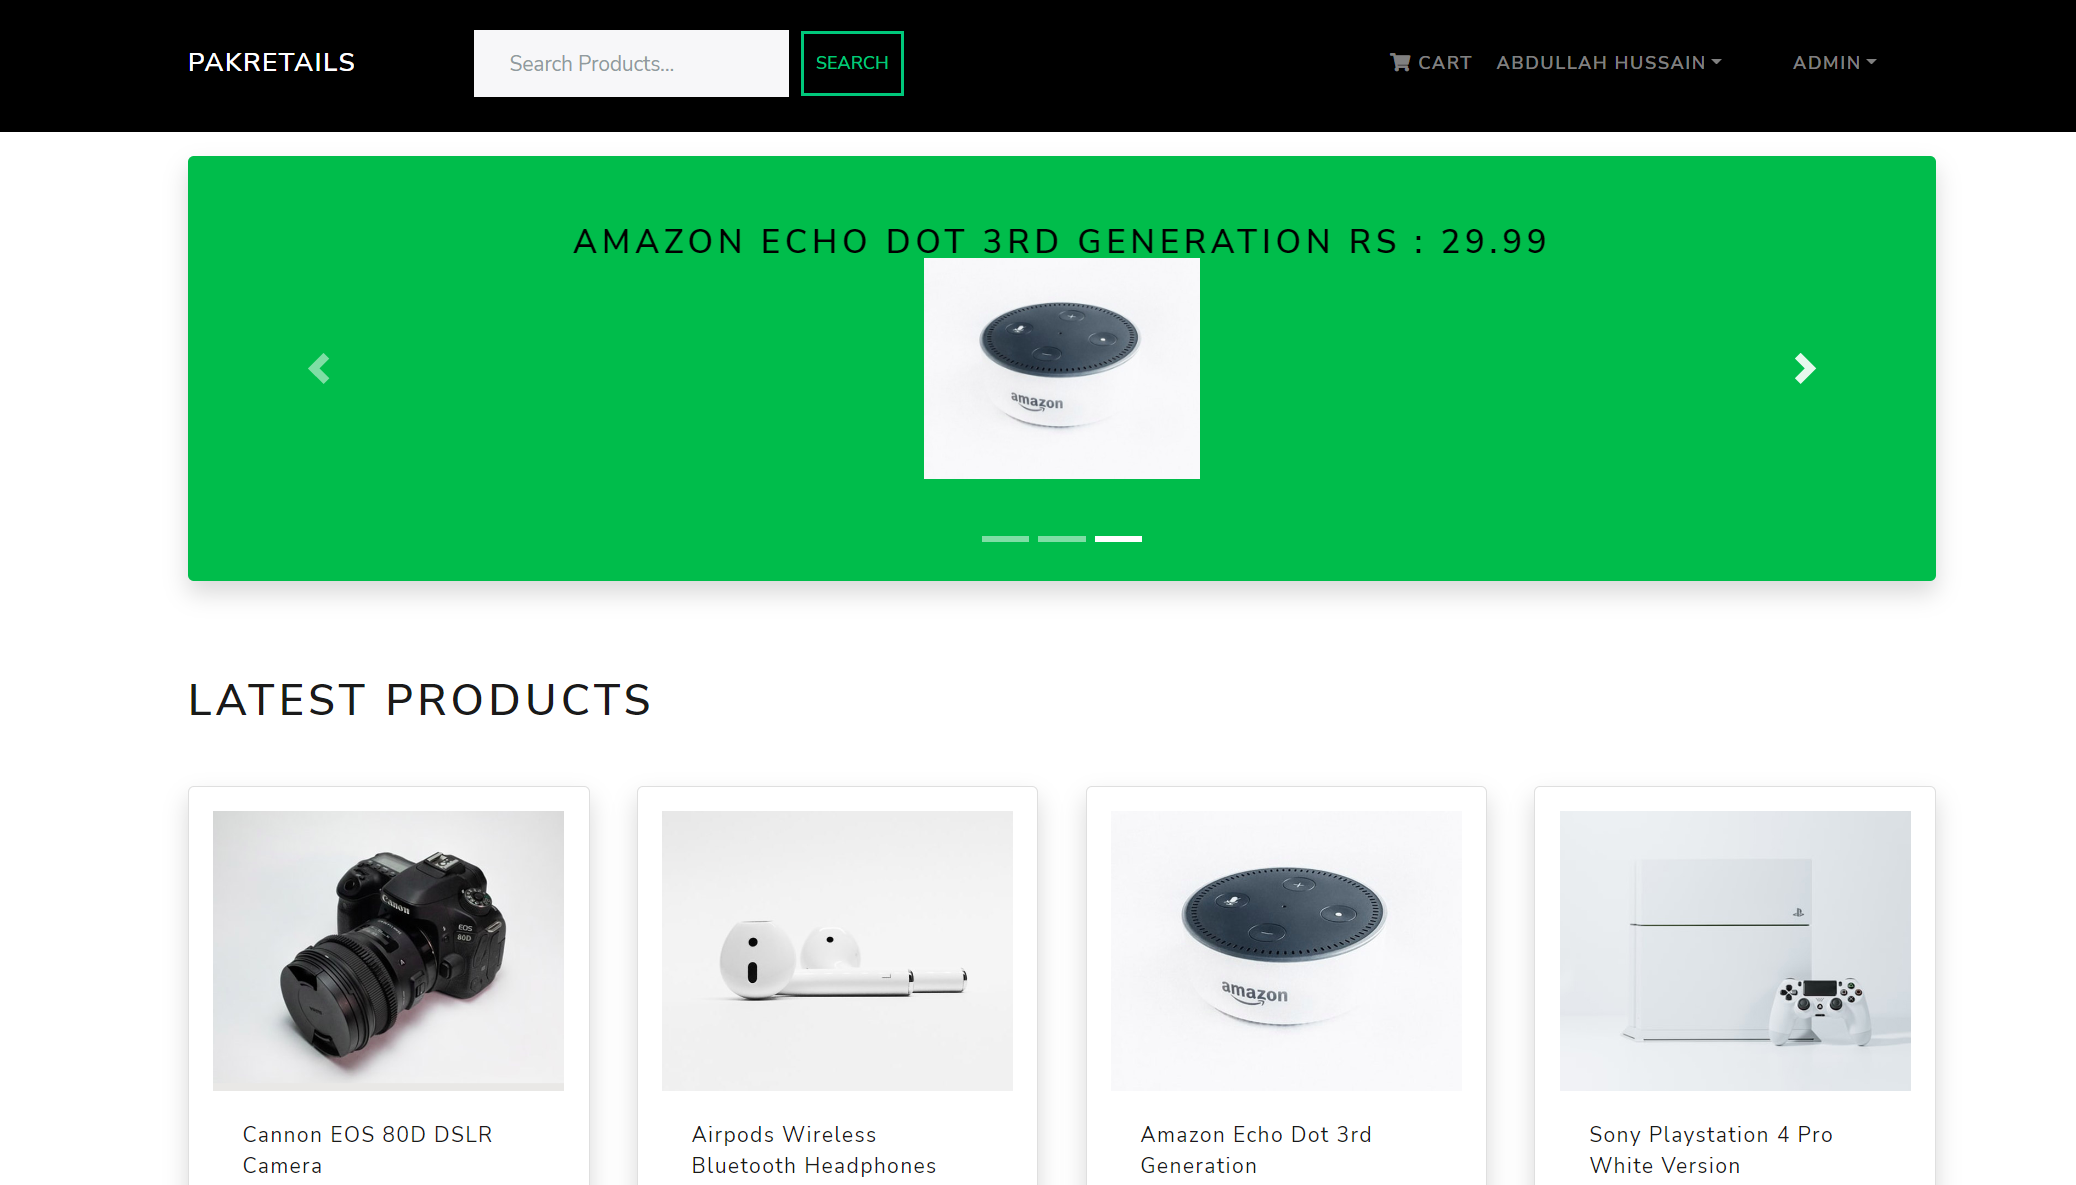 PAKRETAILS
Search Products...
SEARCH
CART
ABDULLAH HUSSAIN
ADMIN
AMAZON ECHO DOT 3RD GENERATION RS : 29.99
amazon
LATEST PRODUCTS
Canon
EOS
80D
amazon
Cannon EOS 80D DSLR
Camera
Airpods Wireless
Bluetooth Headphones
Amazon Echo Dot 3rd
Generation
Sony Playstation 4 Pro
White Version